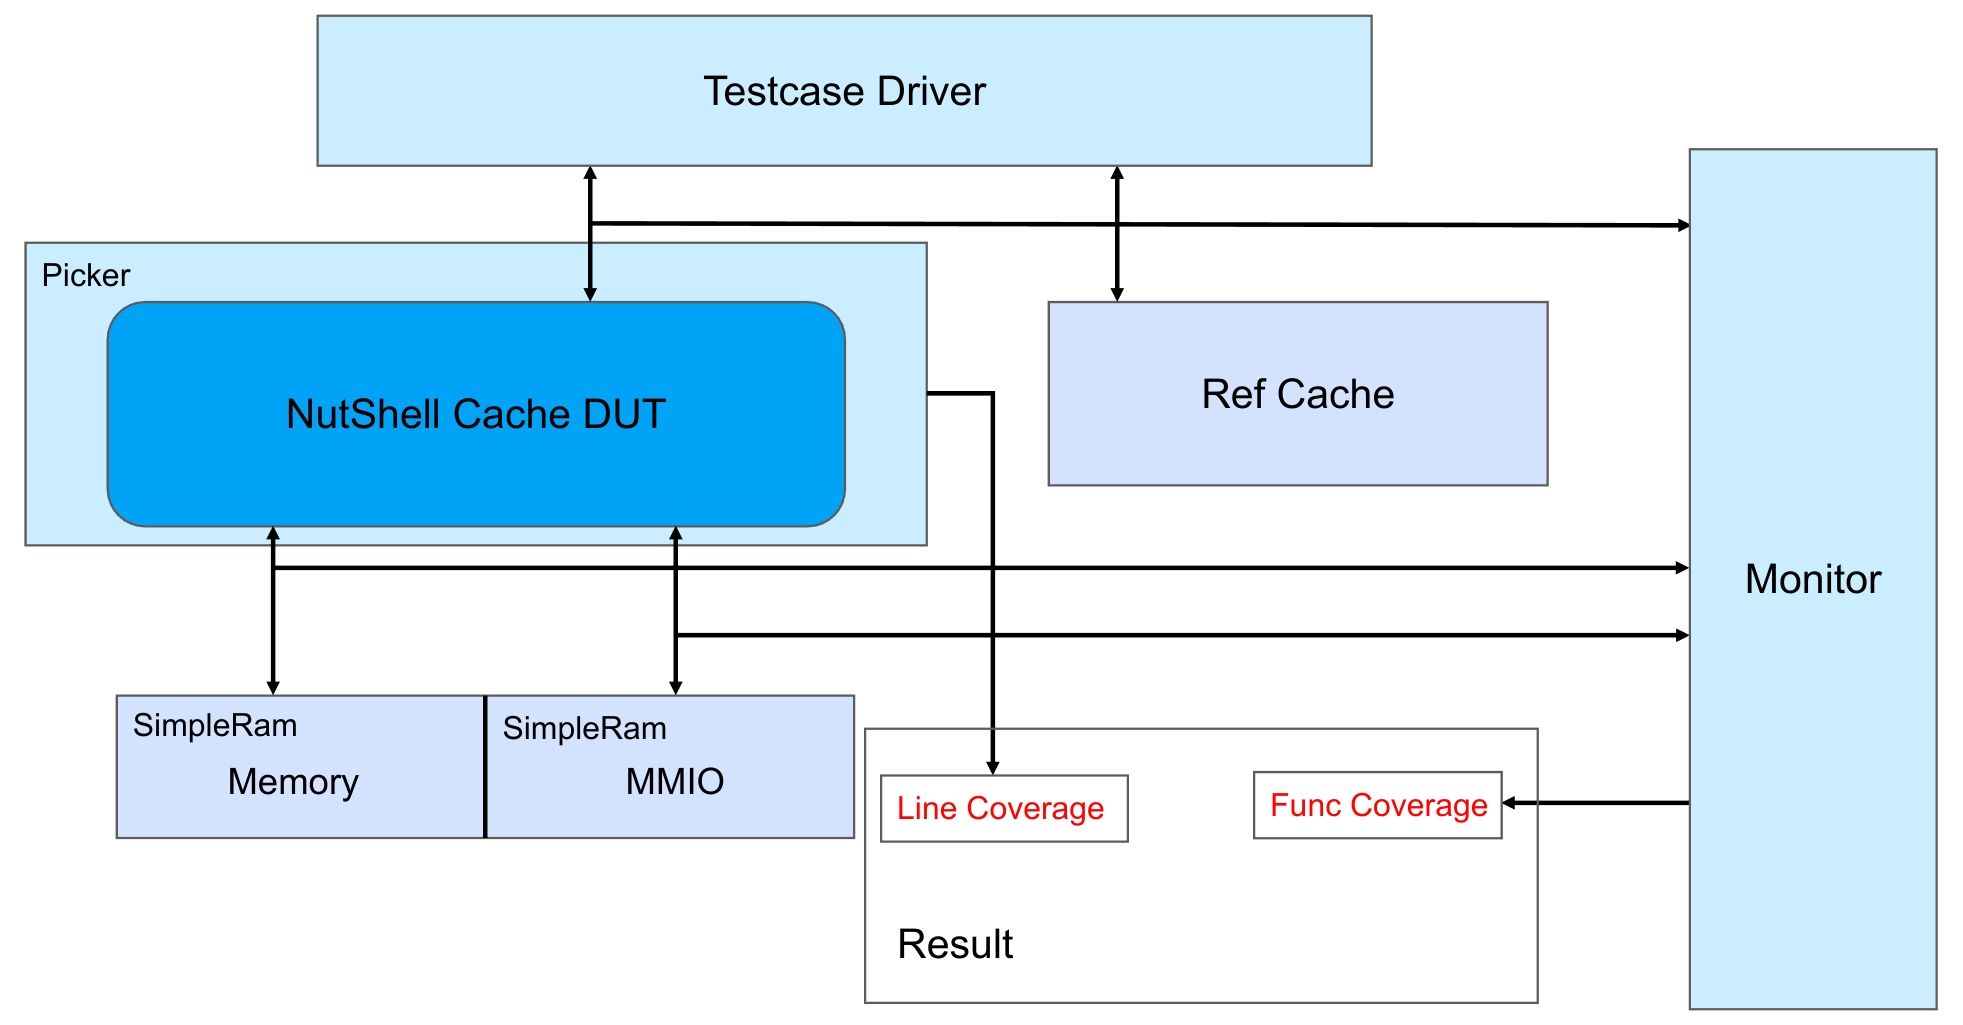 Testcase Driver
Picker
NutShell Cache DUT
Ref Cache
Monitor
SimpleRam
Memory
SimpleRam
MMIO
Line Coverage
Func Coverage
Result